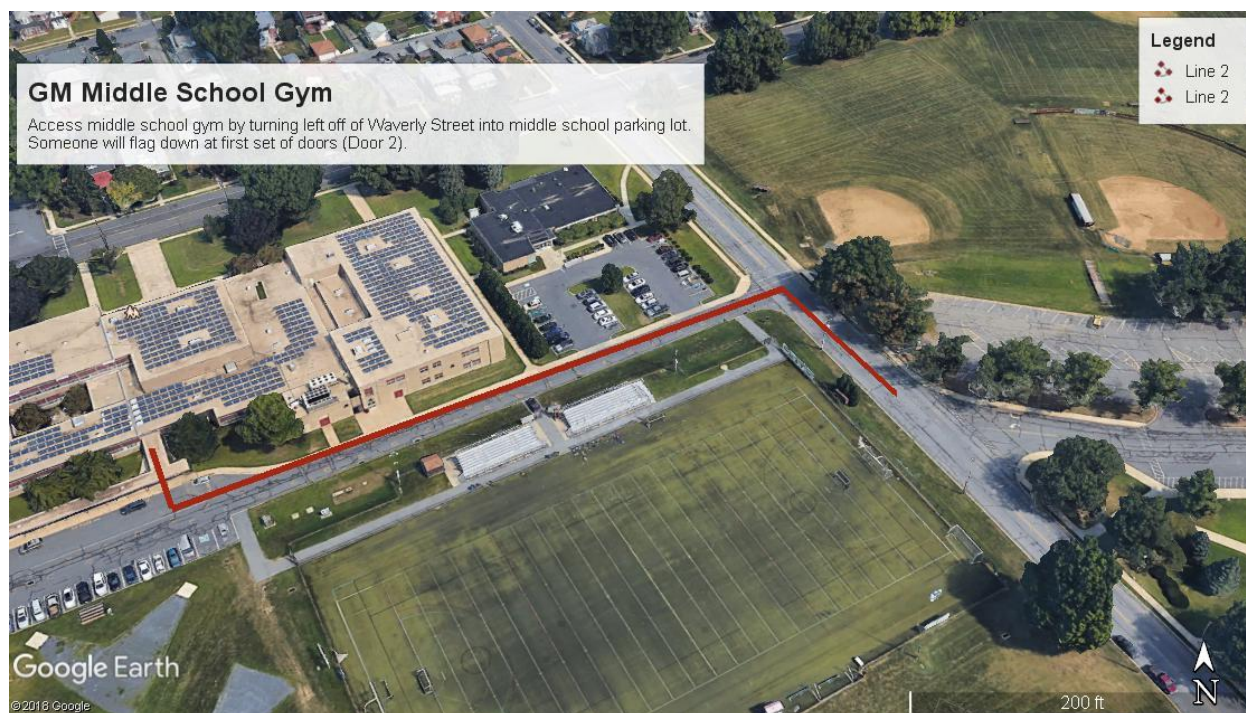 GM Middle School Gym
Access middle school gym by turning left off of Waverly Street into middle school parking lot.
Someone will flag down at first set of doors (Door 2).
Legend
Line 2
Line 2
Google Earth
©2018 Google
200 ft
N